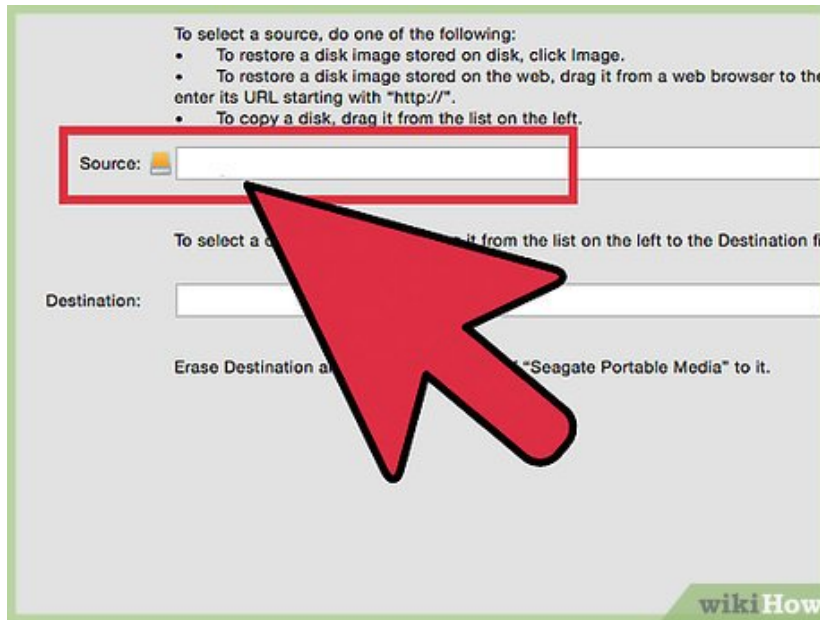 To select a source, do one of the following:
• To restore a disk image stored on disk, click Image.
• To restore a disk image stored on the web, drag it from a web browser to the
enter its URL starting with "http://".
• To copy a disk, drag it from the list on the left.
Source:
To select a it from the list on the left to the Destination
Destination:
Erase Destination "Seagate Portable Media" to it.
wikiHow